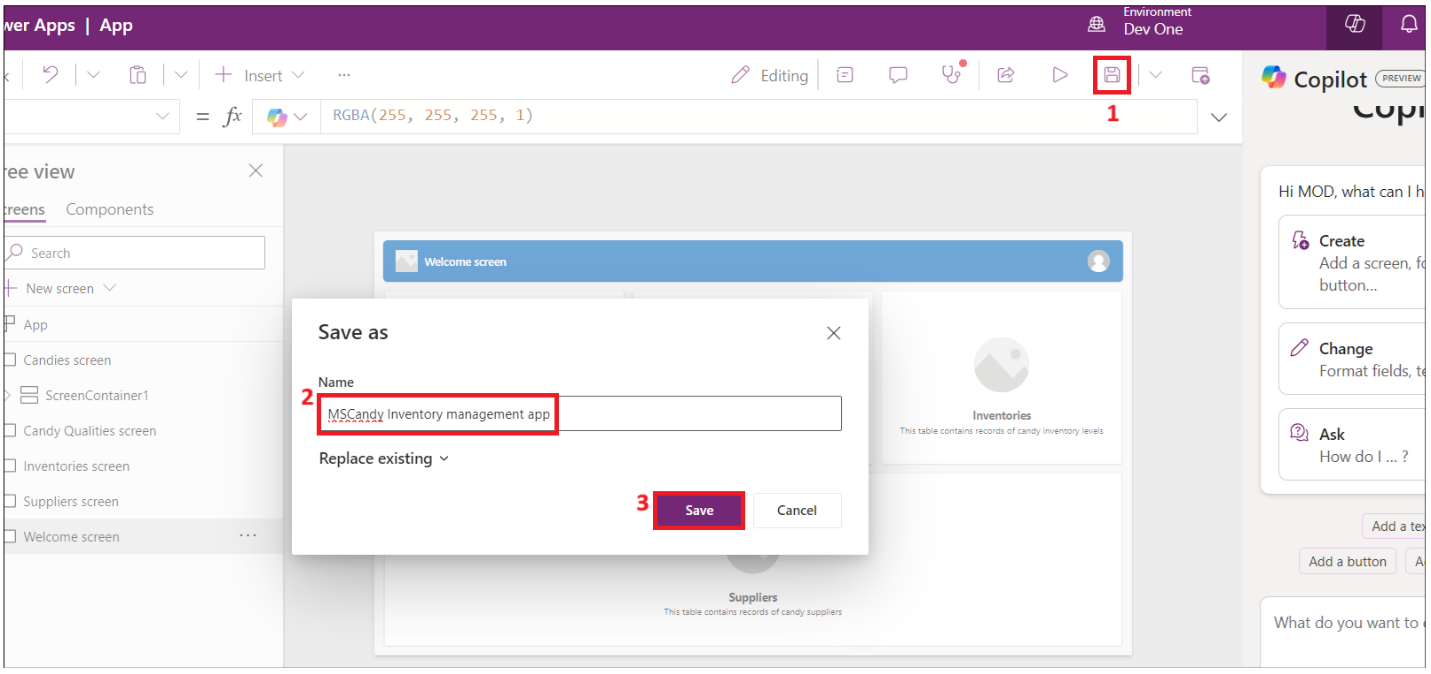 wer Apps | App
Environment
Dev One
Insert
...
Editing
1
= fx
RGBA(255, 255, 255, 1)
Copilot PREVIEW
ree view
creens Components
Search
New screen
App
Candies screen
ScreenContainer1
Candy Qualities screen
Inventories screen
Suppliers screen
Welcome screen ...
Welcome screen
Inventories
This table contains records of candy inventory levels
Suppliers
This table contains records of candy suppliers
Save as
Name
2
MSCandy Inventory management app
Replace existing
3
Save Cancel
Hi MOD, what can I h
Create
Add a screen, fo
button...
Change
Format fields, te
Ask
How do I ... ?
Add a tex
Add a button A
What do you want to